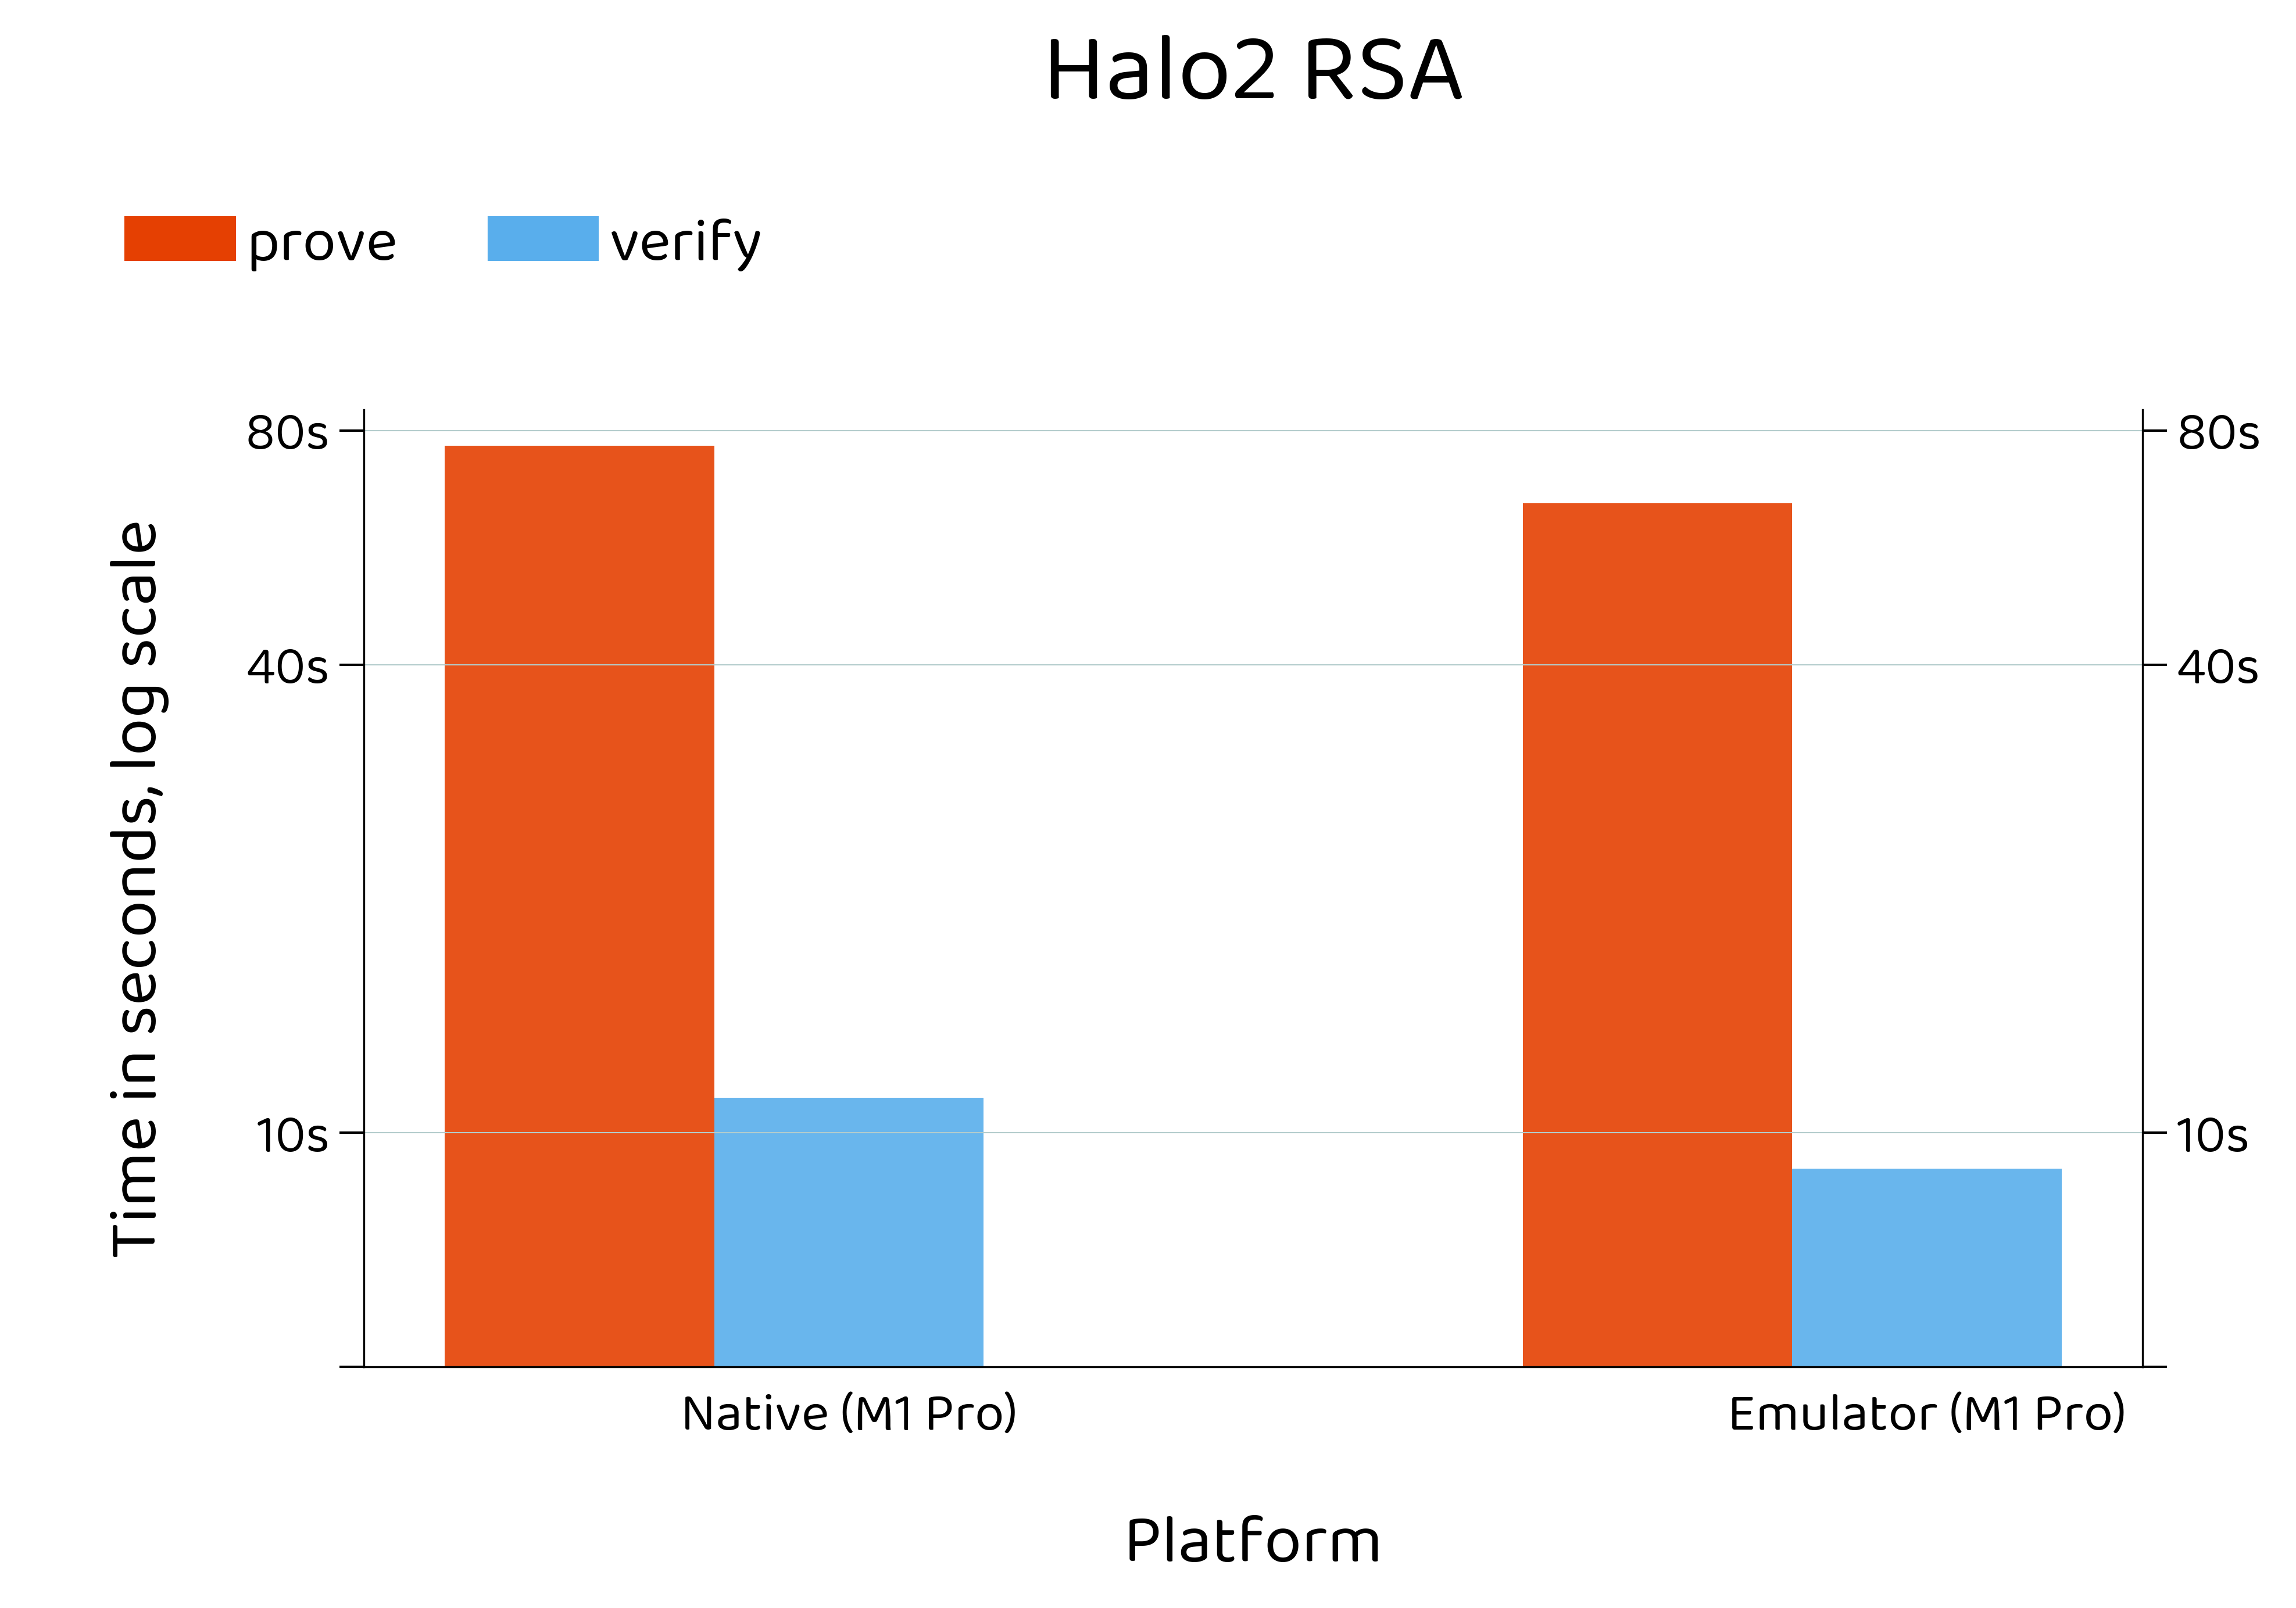 Halo2 RSA
prove
verify
80s
80s
40s
40s
10s
10s
Time in seconds, log scale
Native (M1 Pro)
Emulator (M1 Pro)
Platform